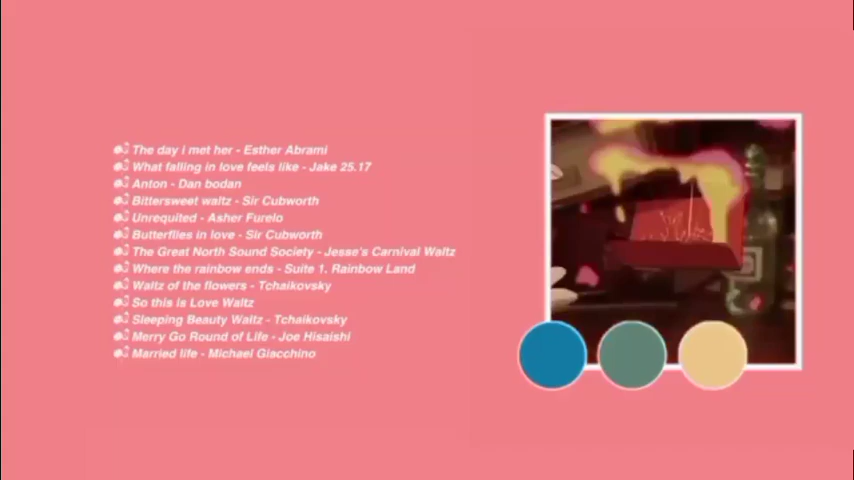 The day i met her - Esther Abrami
What falling in love feels like - Jake 25.17
Anton - Dan bodan
Bittersweet waltz - Sir Cubworth
Unrequited - Asher Furelo
Butterflies in love - Sir Cubworth
The Great North Sound Society - Jesse's Carnival Waltz
Where the rainbow ends - Suite 1. Rainbow Land
Waltz of the flowers - Tchaikovsky
So this is Love Waltz
Sleeping Beauty Waltz - Tchaikovsky
Merry Go Round of Life - Joe Hisaishi
Married life - Michael Giacchino